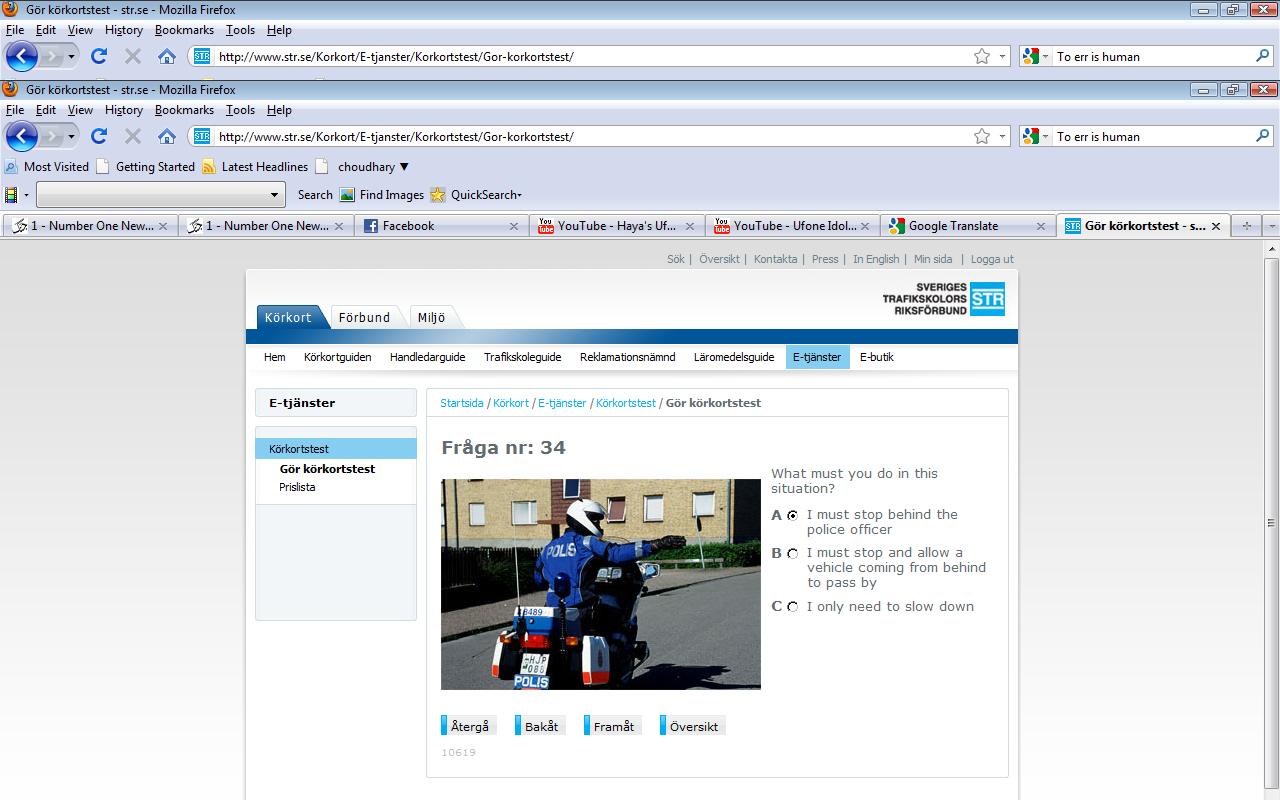 Gör körkortstest - str.se - Mozilla Firefox
File Edit View History Bookmarks Tools Help
http://www.str.se/Korkort/E-tjanster/Korkortstest/Gor-korkortstest/ To err is human
Gör körkortstest - str.se - Mozilla Firefox
File Edit View History Bookmarks Tools Help
http://www.str.se/Korkort/E-tjanster/Korkortstest/Gor-korkortstest/ To err is human
Most Visited Getting Started Latest Headlines choudhary
Search Find Images QuickSearch
1 - Number One New... 1 - Number One New... Facebook YouTube - Haya's Uf... YouTube - Ufone Idol... Google Translate Gör körkortstest - s...
Sök | Översikt | Kontakta | Press | In English | Min sida | Logga ut
SVERIGES
TRAFIKSKOLORS
RIKSFÖRBUND
STR
Körkort Förbund Miljö
Hem Körkortguiden Handledarguide Trafikskoleguide Reklamationsnämnd Läromedelsguide E-tjänster E-butik
E-tjänster
Körkortstest
Gör körkortstest
Prislista
Startsida / Körkort / E-tjänster / Körkortstest / Gör körkortstest
Fråga nr: 34
POLIS
8489
HJP
088
POLIS
What must you do in this
situation?
A I must stop behind the
police officer
B I must stop and allow a
vehicle coming from behind
to pass by
C I only need to slow down
Återgå Bakåt Framåt Översikt
10619